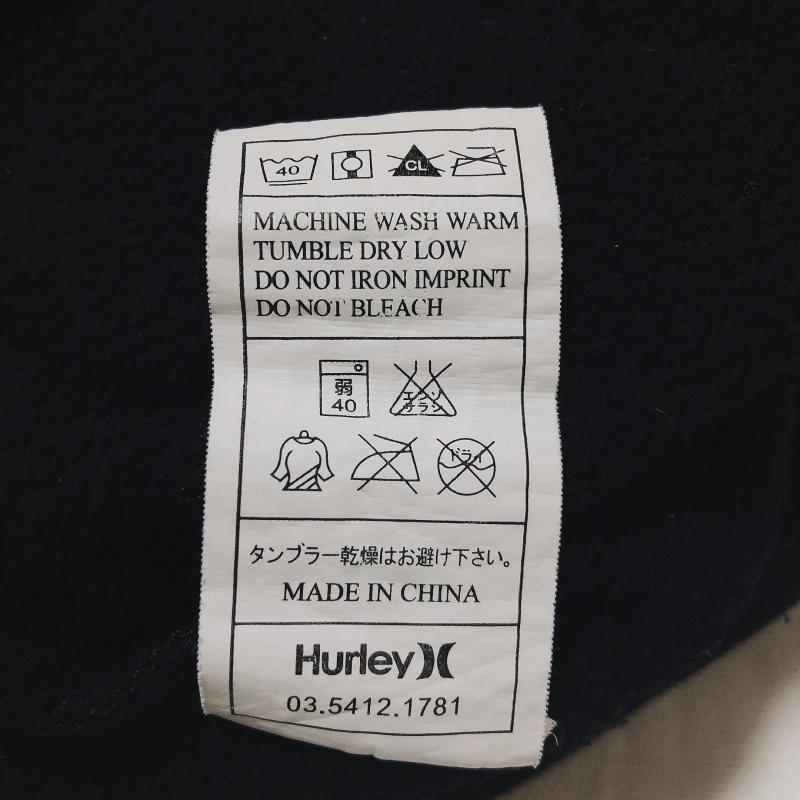 40
CL
MACHINE WASH WARM
TUMBLE DRY LOW
DO NOT IRON IMPRINT
DO NOT BLEACH
弱
40
エンソ
サラシ
ドライ
タンブラー乾燥はお避け下さい。
MADE IN CHINA
Hurley
03.5412.1781